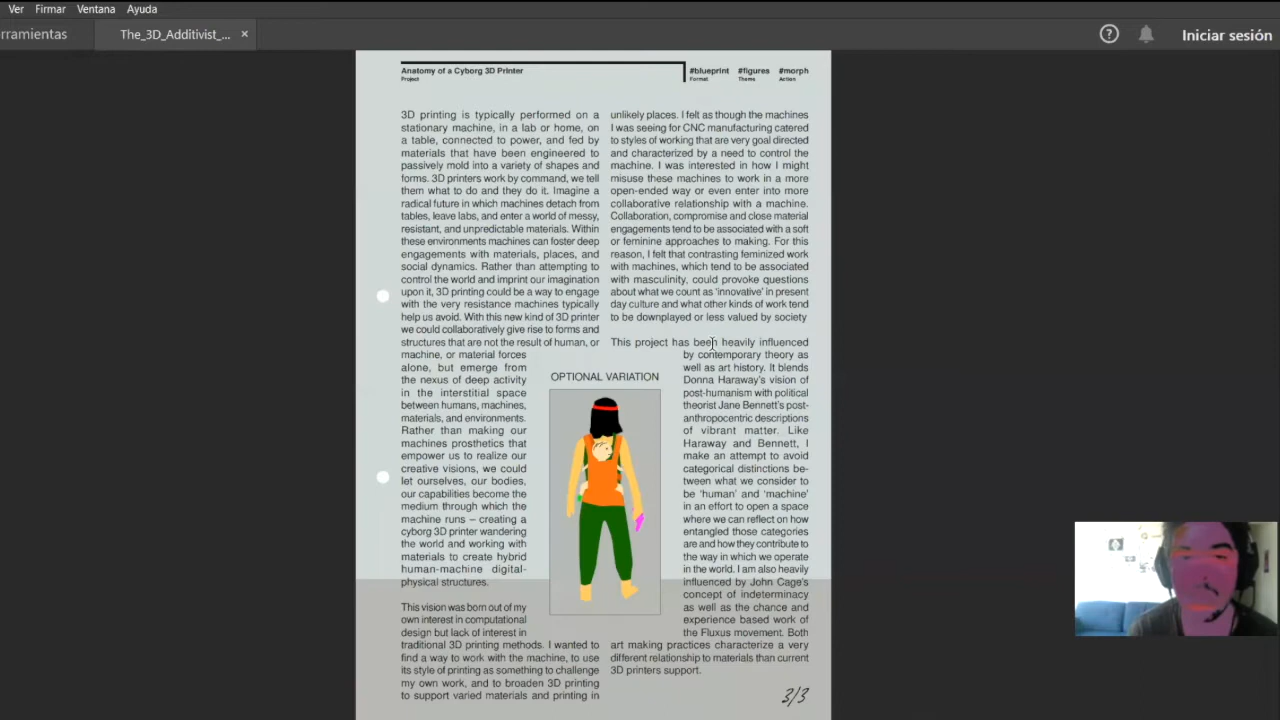 Ver Firmar Ventana Ayuda
rramientas
The_3D_Additivist_...
Iniciar sesión
Anatomy of a Cyborg 3D Printer
Project
#blueprint #figures #morph
Format Theme Action
3D printing is typically performed on a
stationary machine, in a lab or home, on
a table, connected to power, and fed by
materials that have been engineered to
passively mold into a variety of shapes and
forms. 3D printers work by command, we tell
them what to do and they do it. Imagine a
radical future in which machines detach from
tables, leave labs, and enter a world of messy,
resistant, and unpredictable materials. Within
these environments machines can foster deep
engagements with materials, places, and
social dynamics. Rather than attempting to
control the world and imprint our imagination
upon it, 3D printing could be a way to engage
with the very resistance machines typically
help us avoid. With this new kind of 3D printer
we could collaboratively give rise to forms and
structures that are not the result of human, or
machine, or material forces
alone, but emerge from
the nexus of deep activity
in the interstitial space
between humans, machines,
materials, and environments.
Rather than making our
machines prosthetics that
empower us to realize our
creative visions, we could
let ourselves, our bodies,
our capabilities become the
medium through which the
machine runs – creating a
cyborg 3D printer wandering
the world and working with
materials to create hybrid
human-machine digital-
physical structures.
This vision was born out of my
own interest in computational
design but lack of interest in
traditional 3D printing methods. I wanted to
find a way to work with the machine, to use
its style of printing as something to challenge
my own work, and to broaden 3D printing
to support varied materials and printing in
unlikely places. I felt as though the machines
I was seeing for CNC manufacturing catered
to styles of working that are very goal directed
and characterized by a need to control the
machine. I was interested in how I might
misuse these machines to work in a more
open-ended way or even enter into more
collaborative relationship with a machine.
Collaboration, compromise and close material
engagements tend to be associated with a soft
or feminine approaches to making. For this
reason, I felt that contrasting feminized work
with machines, which tend to be associated
with masculinity, could provoke questions
about what we count as 'innovative' in present
day culture and what other kinds of work tend
to be downplayed or less valued by society
This project has been heavily influenced
by contemporary theory as
well as art history. It blends
Donna Haraway's vision of
post-humanism with political
theorist Jane Bennett's post-
anthropocentric descriptions
of vibrant matter. Like
Haraway and Bennett, I
make an attempt to avoid
categorical distinctions be-
tween what we consider to
be 'human' and 'machine'
in an effort to open a space
where we can reflect on how
entangled those categories
are and how they contribute to
the way in which we operate
in the world. I am also heavily
influenced by John Cage's
concept of indeterminacy
as well as the chance and
experience based work of
the Fluxus movement. Both
art making practices characterize a very
different relationship to materials than current
3D printers support.
OPTIONAL VARIATION
3/3